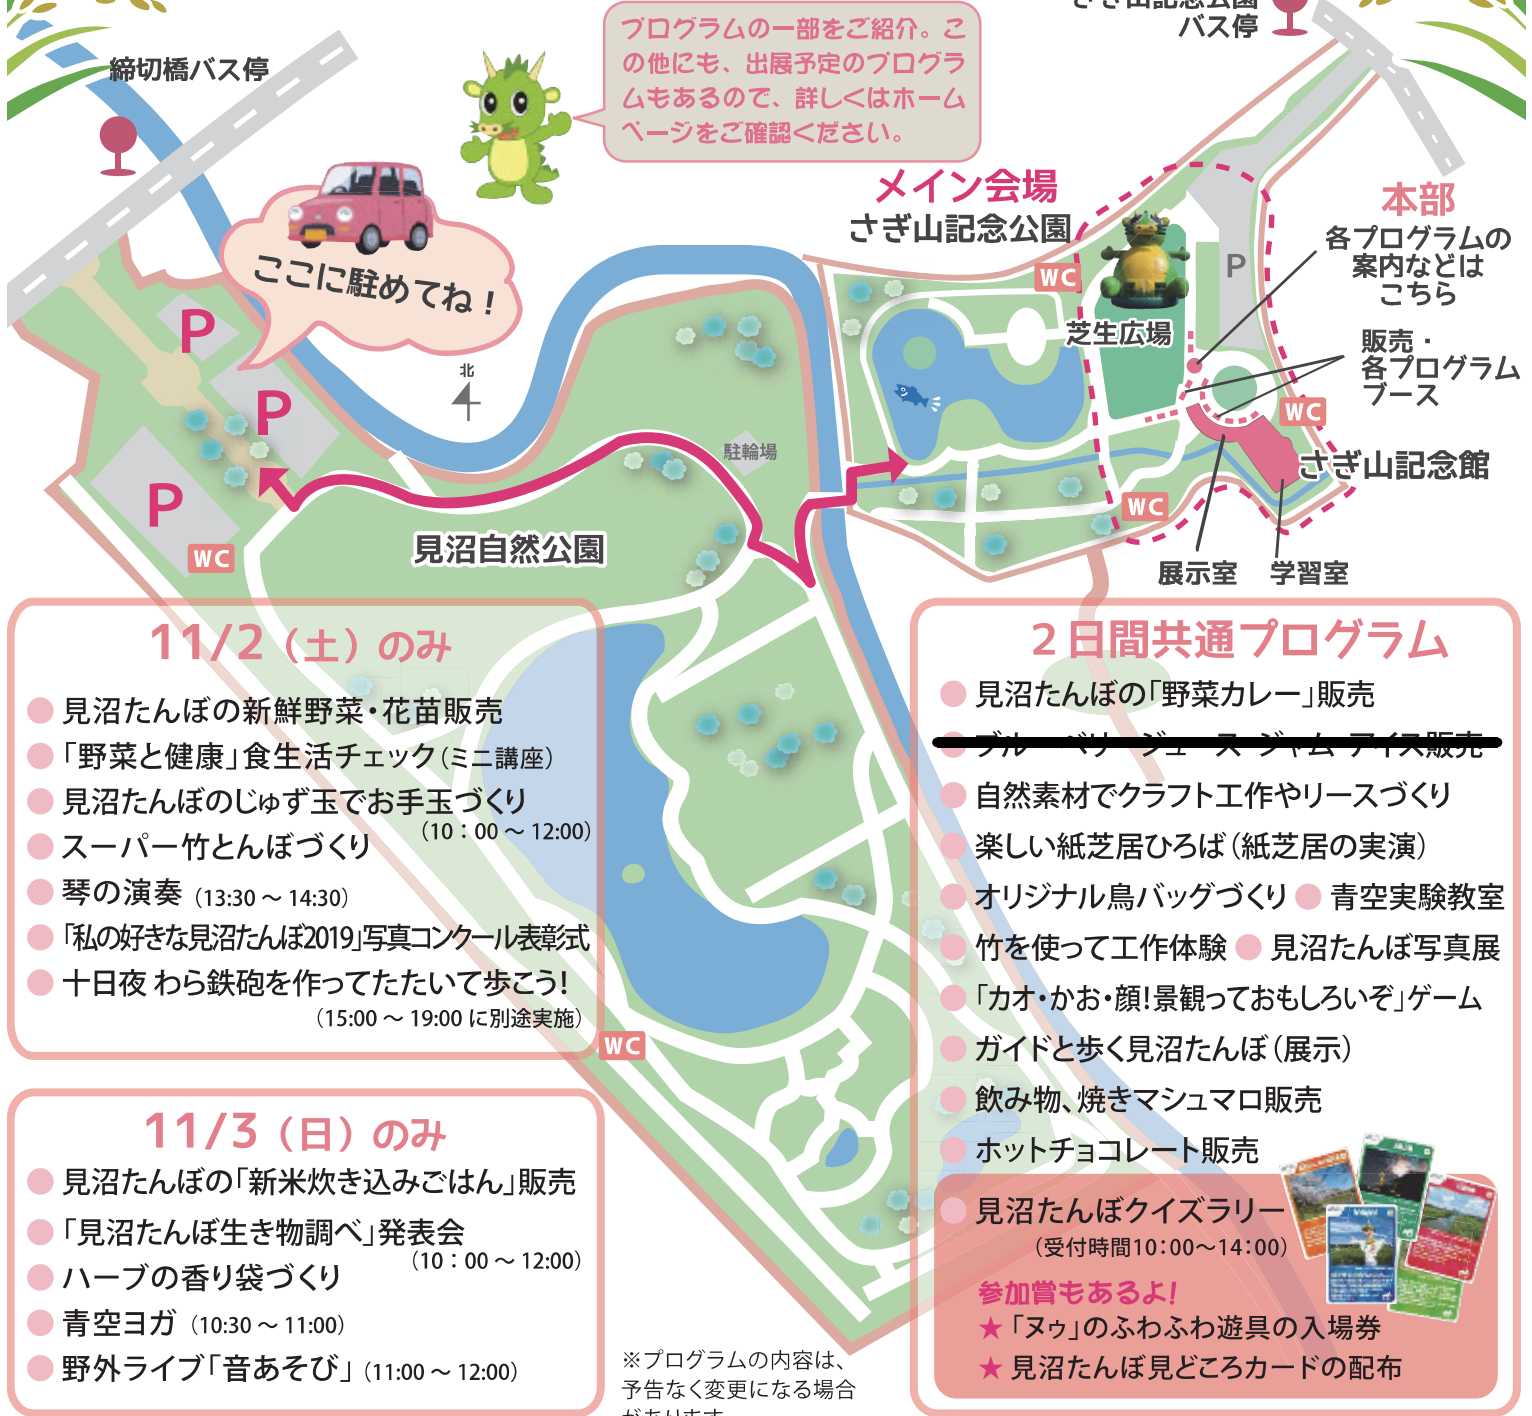 さぎ山記念公園
バス停
締切橋バス停
プログラムの一部をご紹介。こ
の他にも、出展予定のプログラ
ムもあるので、詳しくはホーム
ページをご確認ください。
メイン会場
さぎ山記念公園
本部
各プログラムの
案内などは
こちら
販売・
各プログラム
ブース
ここに駐めてね！
P
P
P
P
北
WC
WC
WC
WC
WC
芝生広場
駐輪場
さぎ山記念館
見沼自然公園
展示室
学習室
11/2（土）のみ
見沼たんぼの新鮮野菜・花苗販売
「野菜と健康」食生活チェック（ミニ講座）
見沼たんぼのじゅず玉でお手玉づくり
（10：00～12:00）
スーパー竹とんぼづくり
琴の演奏（13:30～14:30）
「私の好きな見沼たんぼ2019」写真コンクール表彰式
十日夜 わら鉄砲を作ってたたいて歩こう！
（15:00～19:00 に別途実施）
11/3（日）のみ
見沼たんぼの「新米炊き込みごはん」販売
「見沼たんぼ生き物調べ」発表会
（10：00～12:00）
ハーブの香り袋づくり
青空ヨガ（10:30～11:00）
野外ライブ「音あそび」（11:00～12:00）
※プログラムの内容は、
予告なく変更になる場合
があります。
２日間共通プログラム
見沼たんぼの「野菜カレー」販売
ブルーベリージュース ジャム アイス販売
自然素材でクラフト工作やリースづくり
楽しい紙芝居ひろば（紙芝居の実演）
オリジナル鳥バッグづくり 青空実験教室
竹を使って工作体験 見沼たんぼ写真展
「カオ・かお・顔！景観っておもしろいぞ」ゲーム
ガイドと歩く見沼たんぼ（展示）
飲み物、焼きマシュマロ販売
ホットチョコレート販売
見沼たんぼクイズラリー
（受付時間10：00～14：00）
参加賞もあるよ！
★「ヌゥ」のふわふわ遊具の入場券
★見沼たんぼ見どころカードの配布